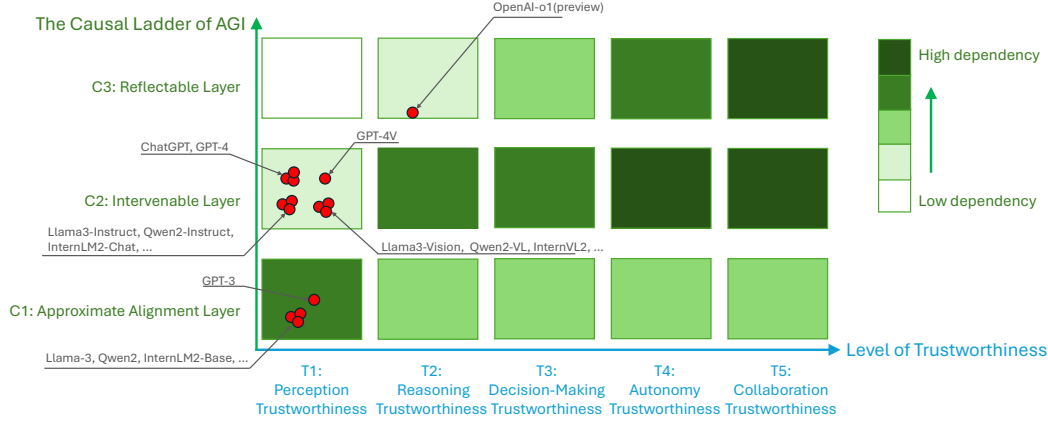 OpenAI-o1(preview)
The Causal Ladder of AGI
High dependency
C3: Reflectable Layer
ChatGPT, GPT-4
GPT-4V
C2: Intervenable Layer
Low dependency
Llama3-Instruct, Qwen2-Instruct,
InternLM2-Chat, ...
Llama3-Vision, Qwen2-VL, InternVL2, ...
GPT-3
C1: Approximate Alignment Layer
Llama-3, Qwen2, InternLM2-Base, ...
Level of Trustworthiness
T1:
Perception
Trustworthiness
T2:
Reasoning
Trustworthiness
T3:
Decision-Making
Trustworthiness
T4:
Autonomy
Trustworthiness
T5:
Collaboration
Trustworthiness